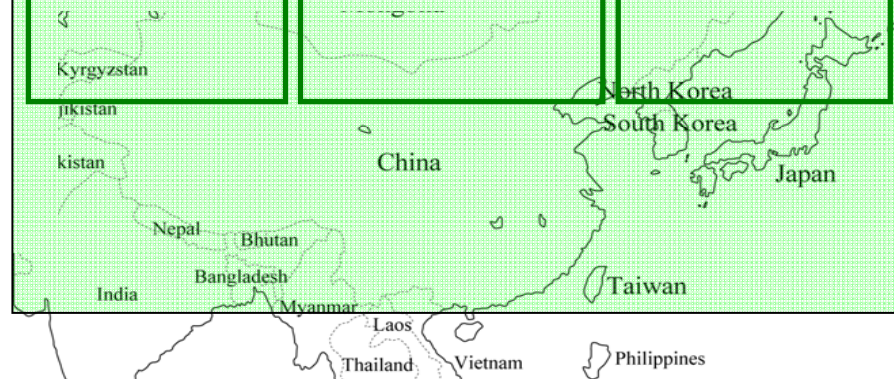 Mongolia
Kyrgyzstan
North Korea
jikistan
South Korea
kistan
China
Japan
Nepal
Bhutan
Bangladesh
Taiwan
India
Myanmar
Laos
Thailand
Vietnam
Philippines